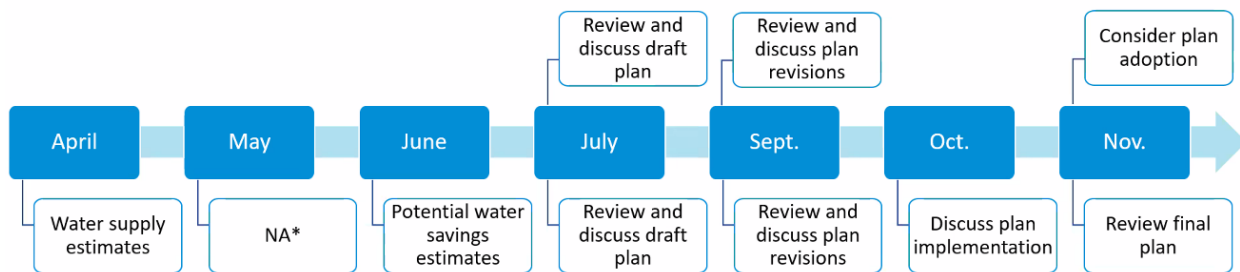 Review and
discuss draft
plan
Review and
discuss plan
revisions
Consider plan
adoption
April
May
June
July
Sept.
Oct.
Nov.
Water supply
estimates
NA*
Potential water
savings
estimates
Review and
discuss draft
plan
Review and
discuss plan
revisions
Discuss plan
implementation
Review final
plan